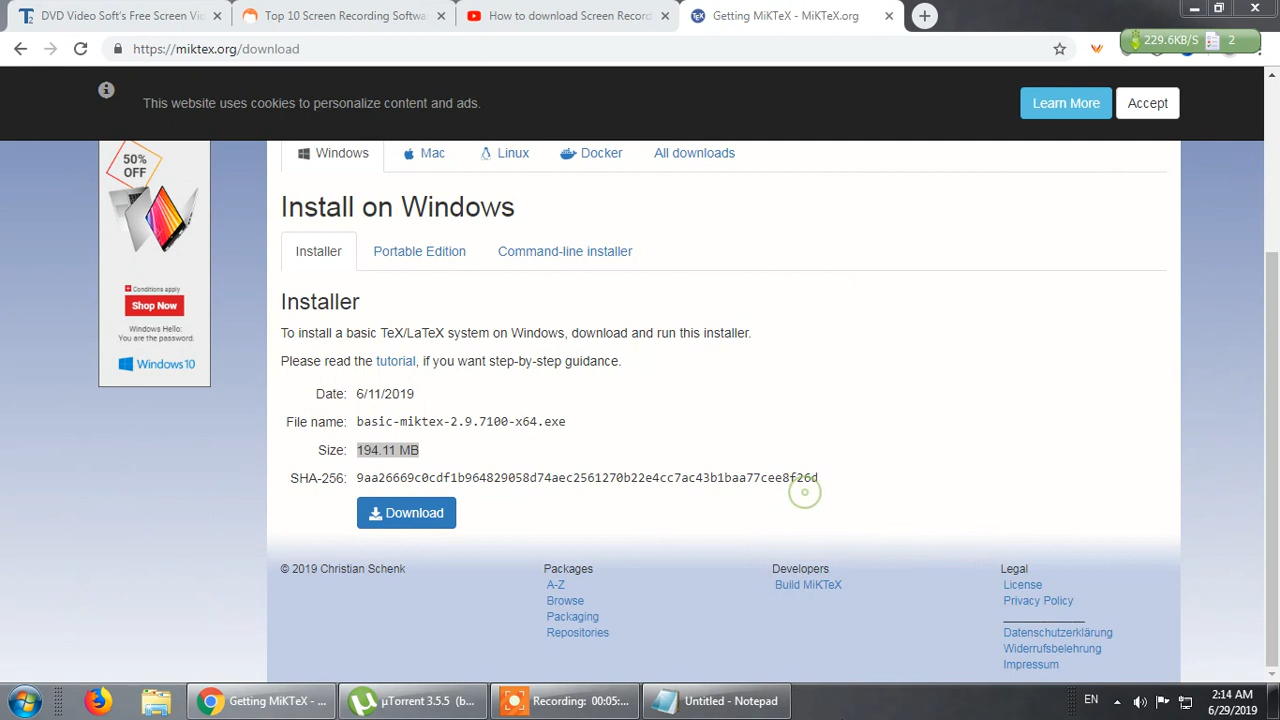 DVD Video Soft's Free Screen Vi
Top 10 Screen Recording Softwa
How to download Screen Record
Getting MiKTeX - MiKTeX.org
https://miktex.org/download
229.6KB/S 2
This website uses cookies to personalize content and ads.
Learn More
Accept
50%
OFF
Conditions apply
Shop Now
Windows Hello:
You are the password.
Windows10
Windows
Mac
Linux
Docker
All downloads
Install on Windows
Installer
Portable Edition
Command-line installer
Installer
To install a basic TeX/LaTeX system on Windows, download and run this installer.
Please read the tutorial, if you want step-by-step guidance.
Date: 6/11/2019
File name: basic-miktex-2.9.7100-x64.exe
Size: 194.11 MB
SHA-256: 9aa26669c0cdf1b964829058d74aec2561270b22e4cc7ac43b1baa77cee8f26d
Download
© 2019 Christian Schenk
Packages
A-Z
Browse
Packaging
Repositories
Developers
Build MiKTeX
Legal
License
Privacy Policy
Datenschutzerklärung
Widerrufsbelehrung
Impressum
Getting MiKTeX - ...
µTorrent 3.5.5 (b...
Recording: 00:05:...
Untitled - Notepad
EN
2:14 AM
6/29/2019